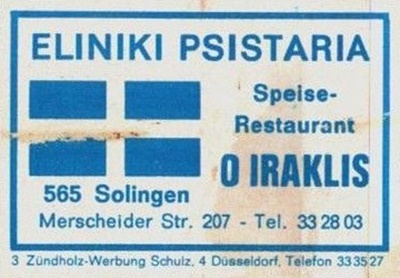 ELINIKI PSISTARIA
Speise-
Restaurant
O IRAKLIS
565 Solingen
Merscheider Str. 207 - Tel. 33 28 03
3 Zündholz-Werbung Schulz, 4 Düsseldorf, Telefon 33 35 27